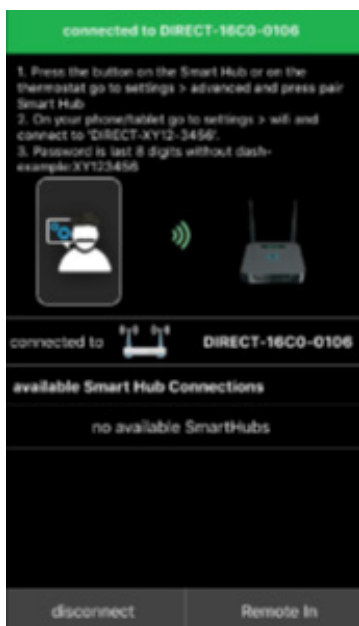 connected to DIRECT-16C0-0106
1. Press the button on the Smart Hub or on the
thermostat go to settings > advanced and press pair
Smart Hub
2. On your phone/tablet go to settings > wifi and
connect to 'DIRECT-XY12-3456'.
3. Password is last 8 digits without dash-
example:XY123456
connected to DIRECT-16C0-0106
available Smart Hub Connections
no available SmartHubs
disconnect Remote In